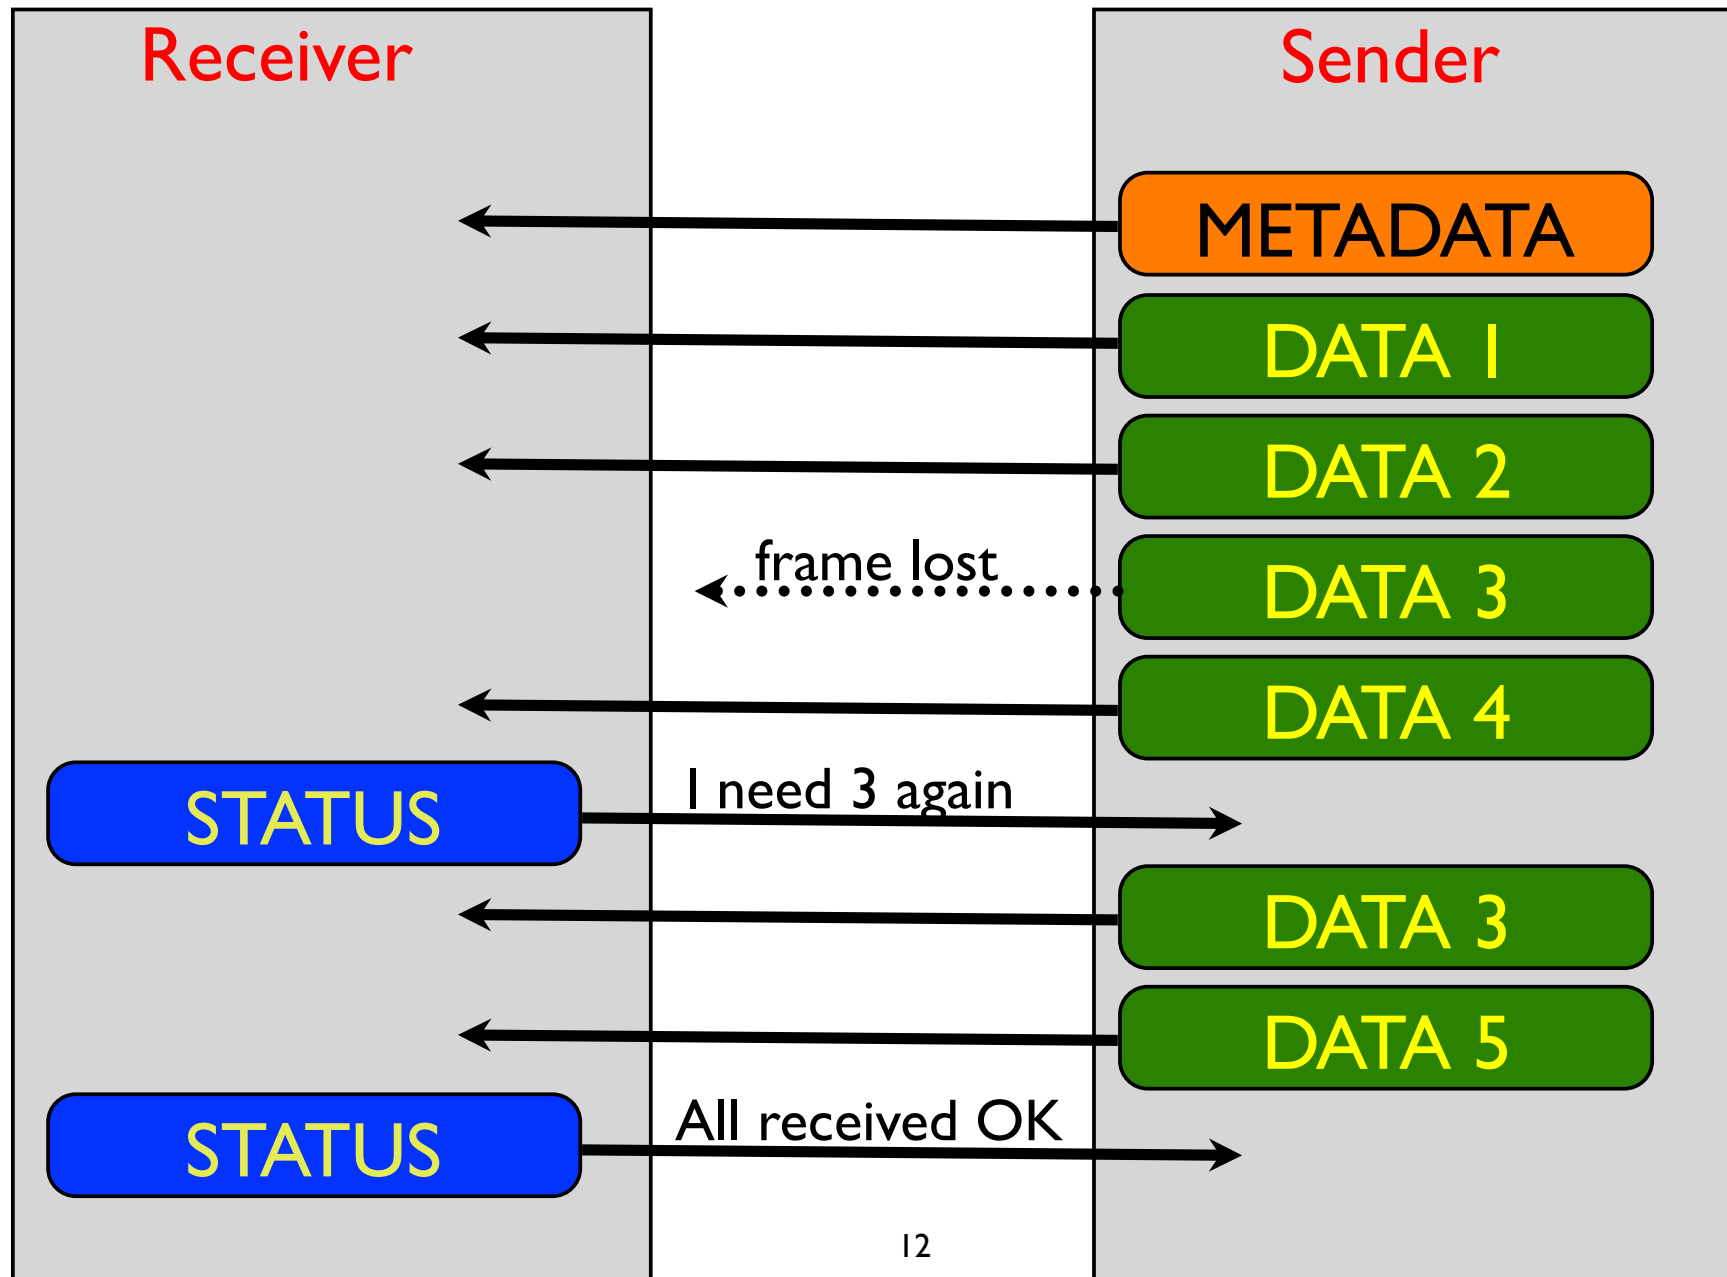 Receiver
Sender
METADATA
DATA 1
DATA 2
frame lost
DATA 3
DATA 4
STATUS
I need 3 again
DATA 3
DATA 5
STATUS
All received OK
12